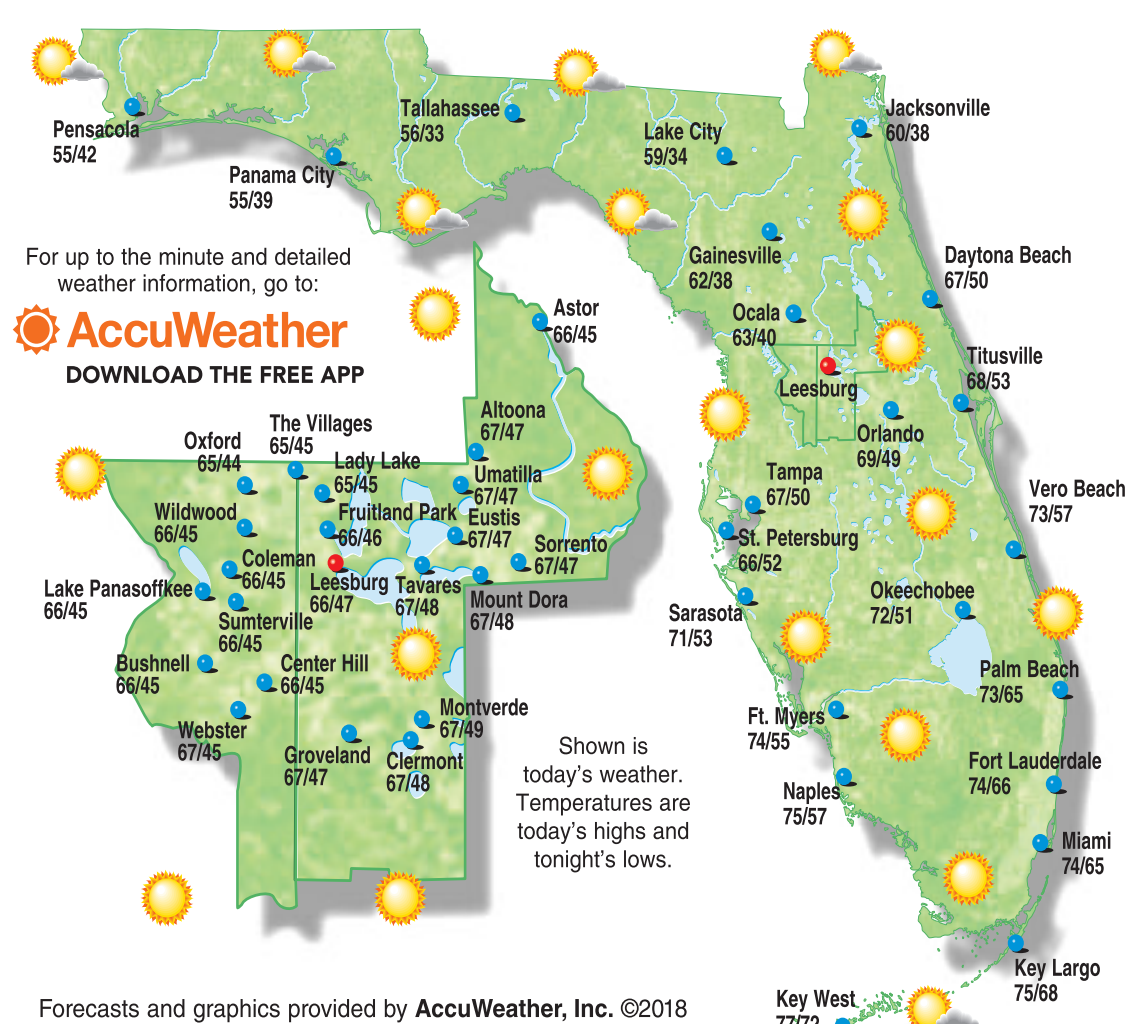 Pensacola
55/42
Panama City
55/39
Tallahassee
56/33
Lake City
59/34
Jacksonville
60/38
Gainesville
62/38
Daytona Beach
67/50
Ocala
63/40
Titusville
68/53
Leesburg
Orlando
69/49
Tampa
67/50
Vero Beach
73/57
St. Petersburg
66/52
Okeechobee
72/51
Sarasota
71/53
Palm Beach
73/65
Ft. Myers
74/55
Fort Lauderdale
74/66
Naples
75/57
Miami
74/65
Key Largo
75/68
Key West
77/72
For up to the minute and detailed
weather information, go to:
AccuWeather
DOWNLOAD THE FREE APP
Astor
66/45
Altoona
67/47
The Villages
65/45
Oxford
65/44
Lady Lake
65/45
Umatilla
67/47
Wildwood
66/45
Fruitland Park
66/46
Eustis
67/47
Sorrento
67/47
Coleman
66/45
Leesburg
66/47
Tavares
67/48
Lake Panasoffkee
66/45
Mount Dora
67/48
Sumterville
66/45
Bushnell
66/45
Center Hill
66/45
Montverde
67/49
Webster
67/45
Groveland
67/47
Clermont
67/48
Shown is
today's weather.
Temperatures are
today's highs and
tonight's lows.
Forecasts and graphics provided by AccuWeather, Inc. ©2018